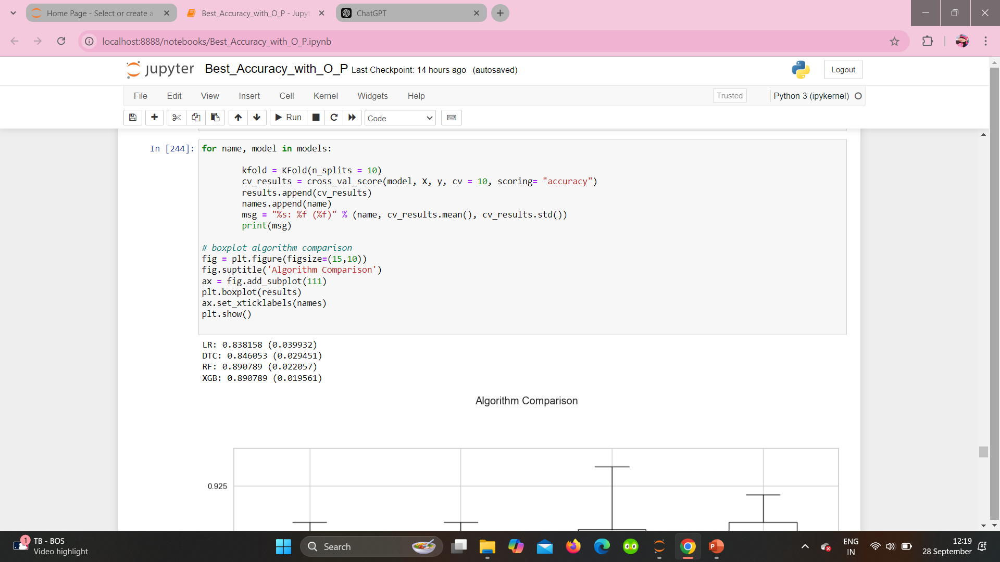 Home Page - Select or create a
Best_Accuracy_with_O_P - Jupyt
ChatGPT
localhost:8888/notebooks/Best_Accuracy_with_O_P.ipynb
jupyter Best_Accuracy_with_O_P Last Checkpoint: 14 hours ago (autosaved)
Logout
File Edit View Insert Cell Kernel Widgets Help
Trusted
Python 3 (ipykernel)
Run
Code
In [244]:
for name, model in models:
kfold = KFold(n_splits = 10)
cv_results = cross_val_score(model, X, y, cv = 10, scoring= "accuracy")
results.append(cv_results)
names.append(name)
msg = "%s: %f (%f)" % (name, cv_results.mean(), cv_results.std())
print(msg)
# boxplot algorithm comparison
fig = plt.figure(figsize=(15,10))
fig.suptitle('Algorithm Comparison')
ax = fig.add_subplot(111)
plt.boxplot(results)
ax.set_xticklabels(names)
plt.show()
LR: 0.838158 (0.039932)
DTC: 0.846053 (0.029451)
RF: 0.890789 (0.022057)
XGB: 0.890789 (0.019561)
Algorithm Comparison
0.925
1
TB - BOS
Video highlight
Search
P
ENG
IN
12:19
28 September